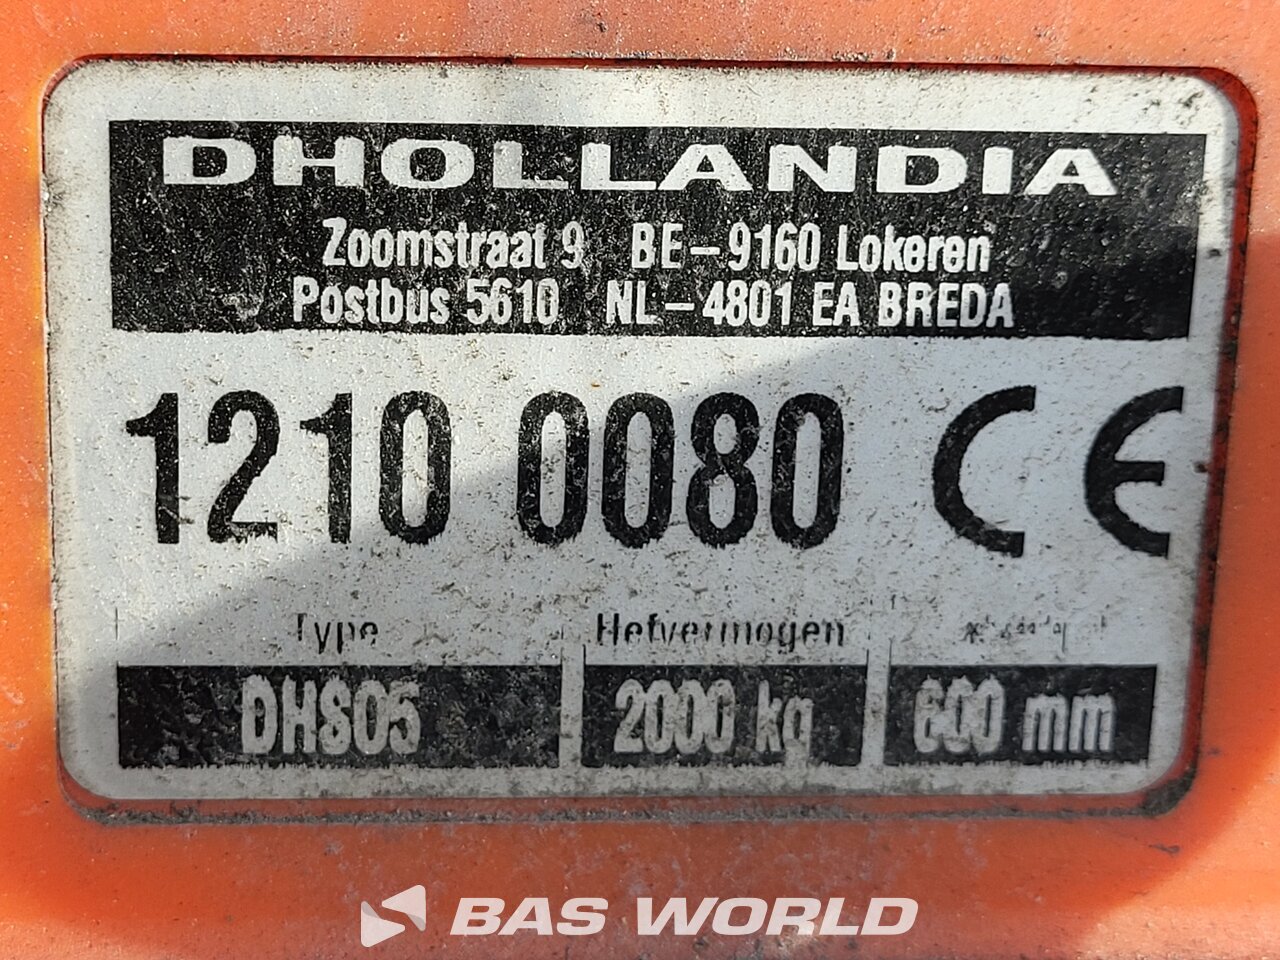 DHOLLANDIA
Zoomstraat 9 BE-9160 Lokeren
Postbus 5610 NL-4801 EA BREDA
1210 0080 CE
Type Hefvermogen
DHSO5 2000 kg 600 mm
BAS WORLD